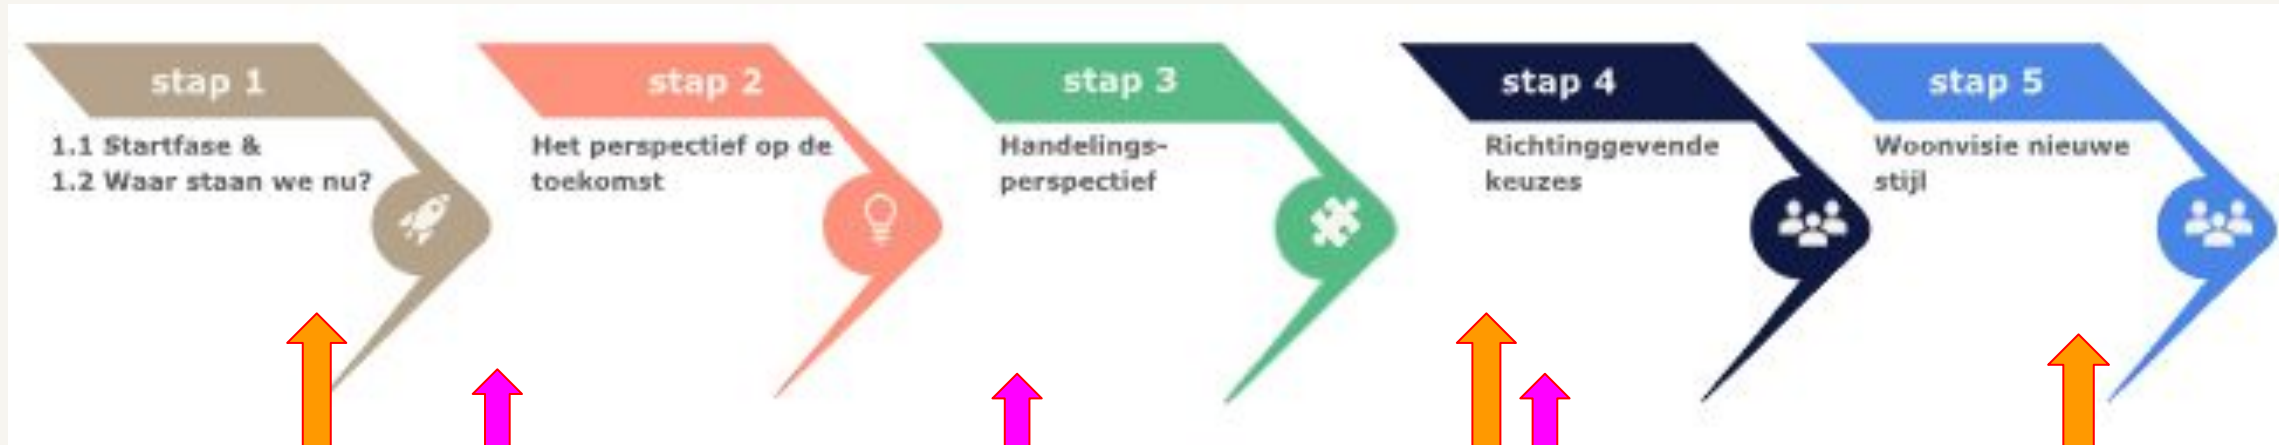 stap 1
1.1 Startfase &
1.2 Waar staan we nu?
stap 2
Het perspectief op de
toekomst
stap 3
Handelings-
perspectief
stap 4
Richtinggevende
keuzes
stap 5
Woonvisie nieuwe
stijl